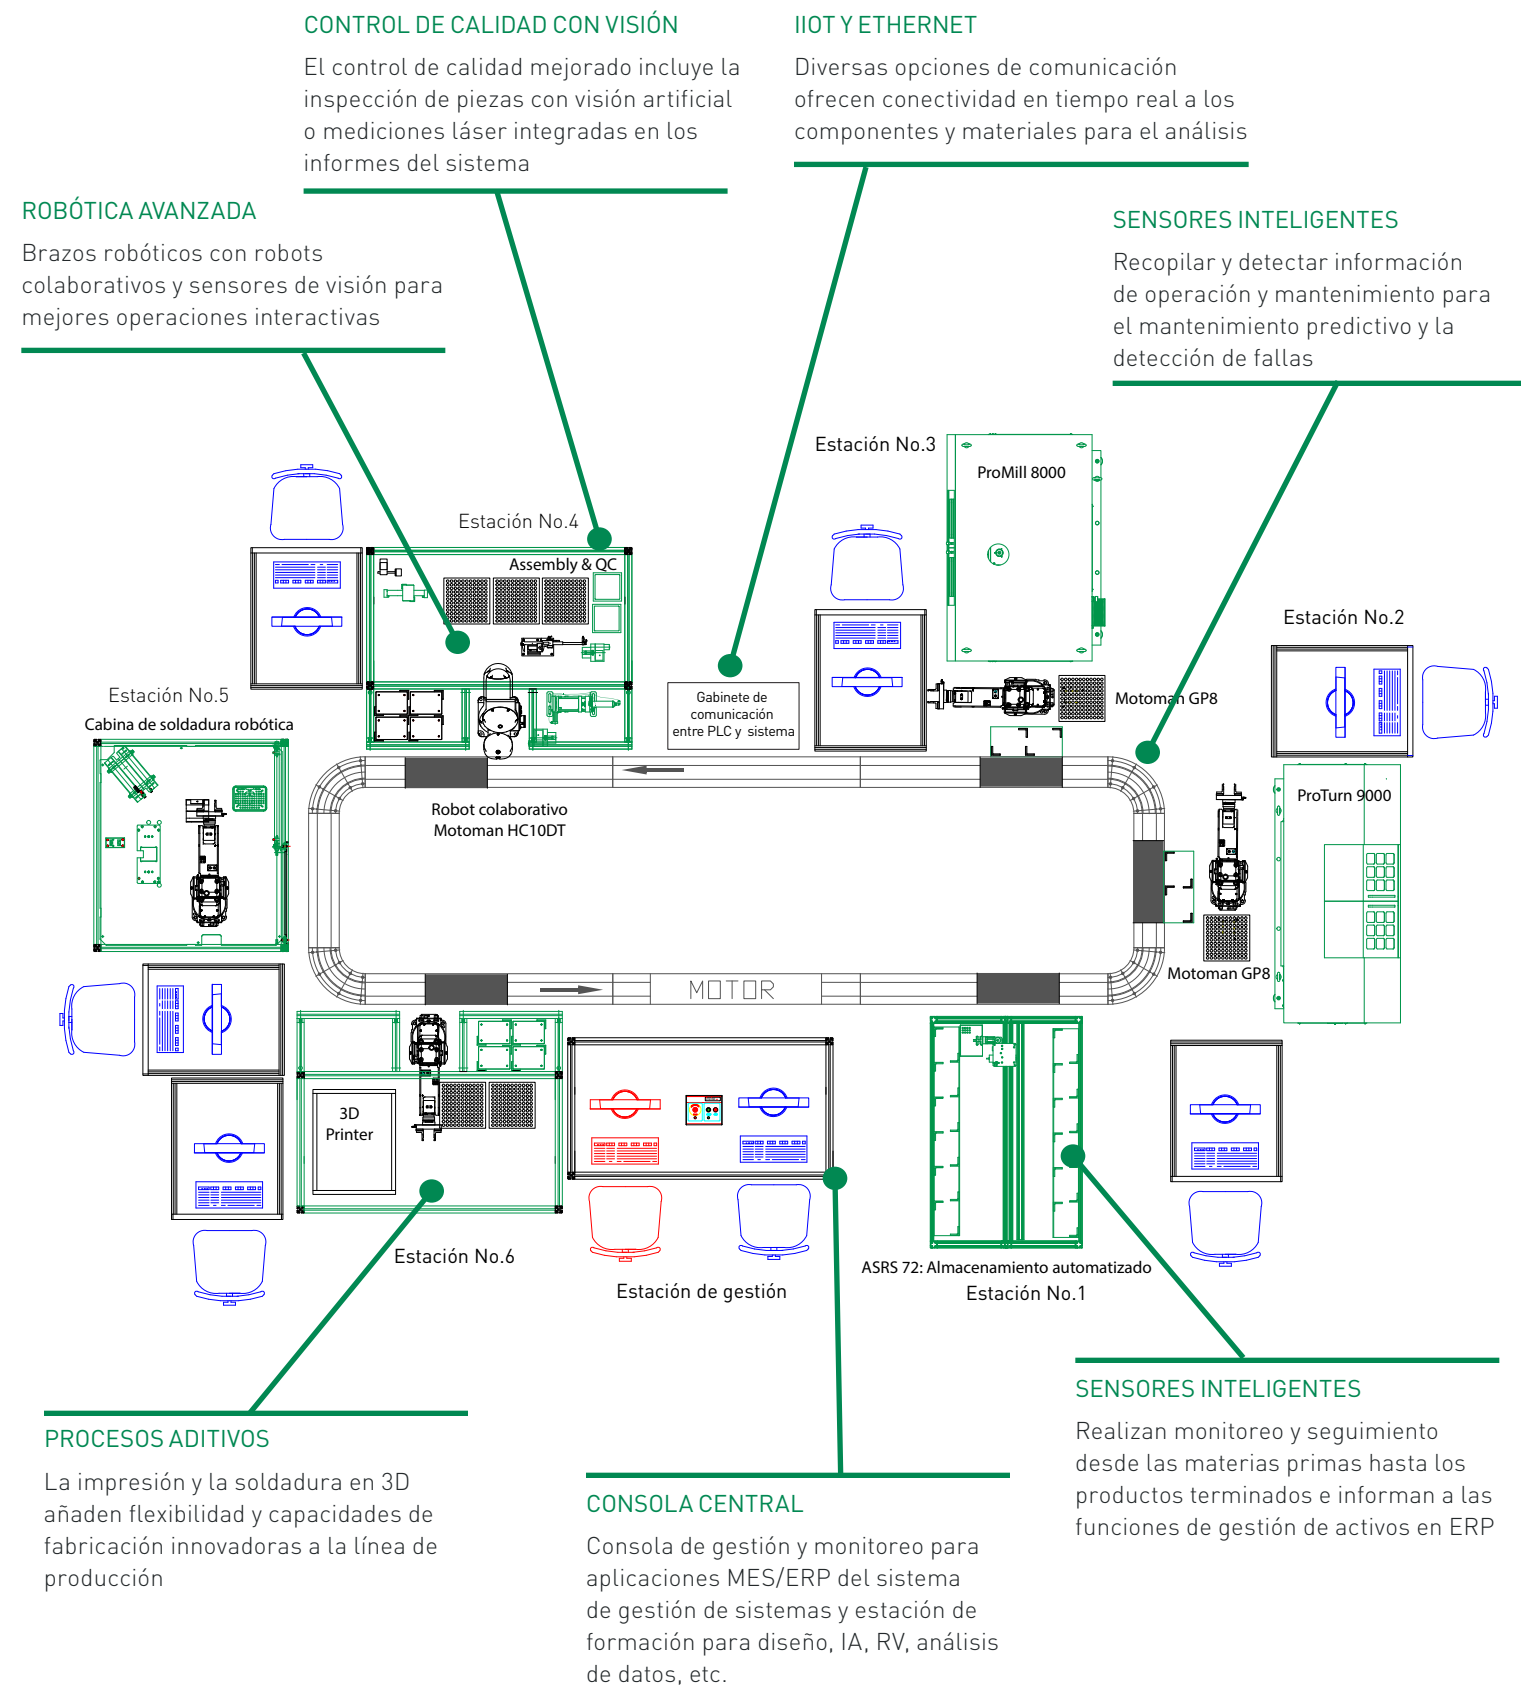 CONTROL DE CALIDAD CON VISIÓN
El control de calidad mejorado incluye la
inspección de piezas con visión artificial
o mediciones láser integradas en los
informes del sistema
IIOT Y ETHERNET
Diversas opciones de comunicación
ofrecen conectividad en tiempo real a los
componentes y materiales para el análisis
ROBÓTICA AVANZADA
Brazos robóticos con robots
colaborativos y sensores de visión para
mejores operaciones interactivas
SENSORES INTELIGENTES
Recopilar y detectar información
de operación y mantenimiento para
el mantenimiento predictivo y la
detección de fallas
Estación No.3
ProMill 8000
Estación No.4
Assembly & QC
Estación No.2
Estación No.5
Cabina de soldadura robótica
Gabinete de
comunicación
entre PLC y sistema
Motoman GP8
ProTurn 9000
Robot colaborativo
Motoman HC10DT
Motoman GP8
MOTOR
3D
Printer
Estación No.6
Estación de gestión
ASRS 72: Almacenamiento automatizado
Estación No.1
PROCESOS ADITIVOS
La impresión y la soldadura en 3D
añaden flexibilidad y capacidades de
fabricación innovadoras a la línea de
producción
CONSOLA CENTRAL
Consola de gestión y monitoreo para
aplicaciones MES/ERP del sistema
de gestión de sistemas y estación de
formación para diseño, IA, RV, análisis
de datos, etc.
SENSORES INTELIGENTES
Realizan monitoreo y seguimiento
desde las materias primas hasta los
productos terminados e informan a las
funciones de gestión de activos en ERP